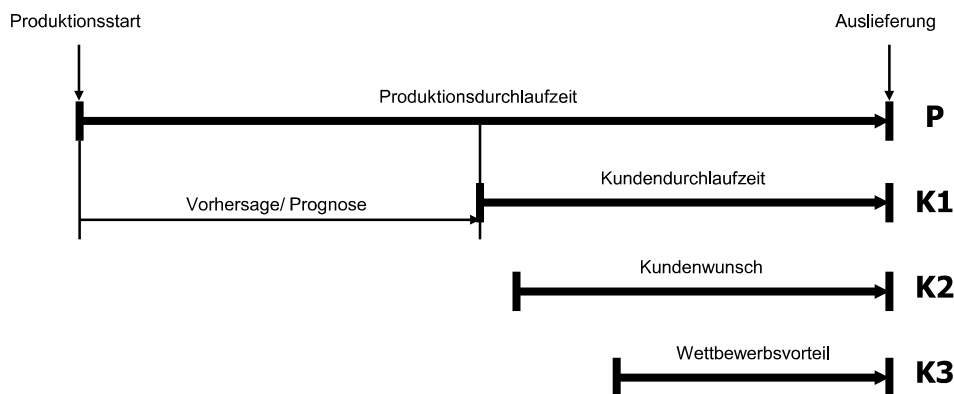 Produktionsstart
Auslieferung
Produktionsdurchlaufzeit
P
Kundendurchlaufzeit
K1
Vorhersage/ Prognose
Kundenwunsch
K2
Wettbewerbsvorteil
K3